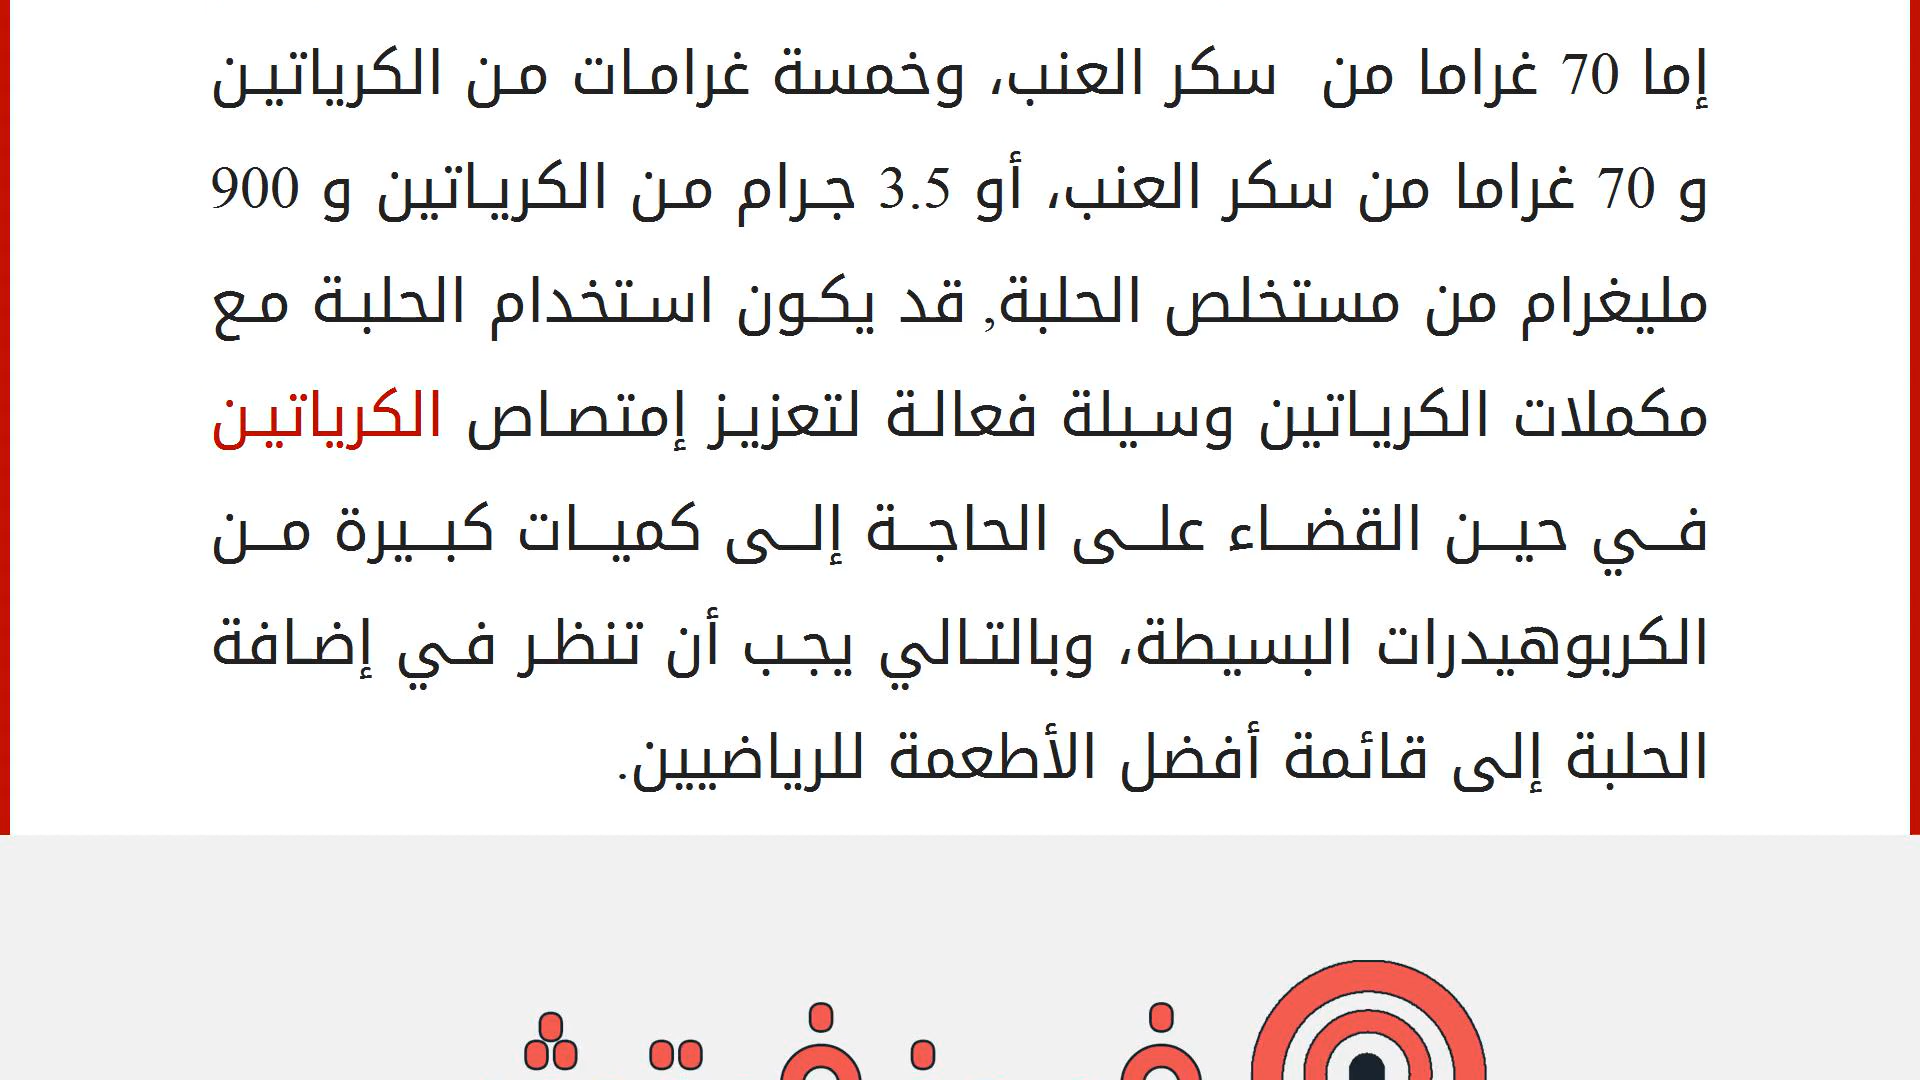 إما 70 غراما من سكر العنب، وخمسة غرامات من الكرياتين
و 70 غراما من سكر العنب، أو 3.5 جرام من الكرياتين و 900
مليغرام من مستخلص الحلبة, قد يكون استخدام الحلبة مع
مكملات الكرياتين وسيلة فعالة لتعزيز إمتصاص الكرياتين
في حين القضاء على الحاجة إلى كميات كبيرة من
الكربوهيدرات البسيطة، وبالتالي يجب أن تنظر في إضافة
الحلبة إلى قائمة أفضل الأطعمة للرياضيين.